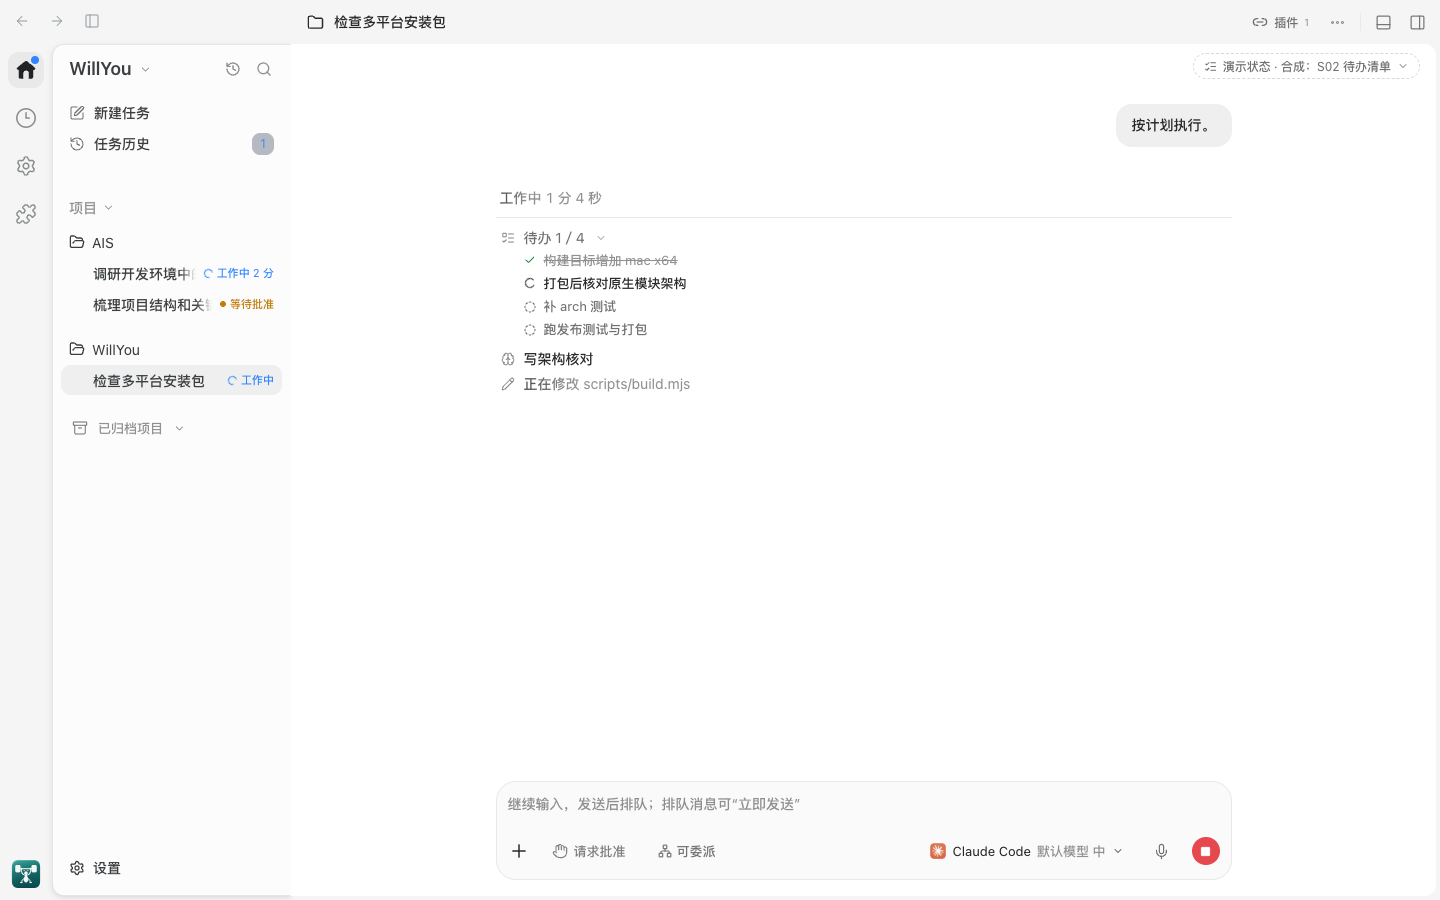 检查多平台安装包
插件 1
WillYou
演示状态 · 合成：S02 待办清单
新建任务
任务历史 1
按计划执行。
项目
AIS
调研开发环境中 工作中 2 分
梳理项目结构和关 等待批准
WillYou
检查多平台安装包 工作中
已归档项目
工作中 1 分 4 秒
待办 1 / 4
构建目标增加 mac x64
打包后核对原生模块架构
补 arch 测试
跑发布测试与打包
写架构核对
正在修改 scripts/build.mjs
继续输入，发送后排队；排队消息可“立即发送”
请求批准
可委派
Claude Code 默认模型 中
设置